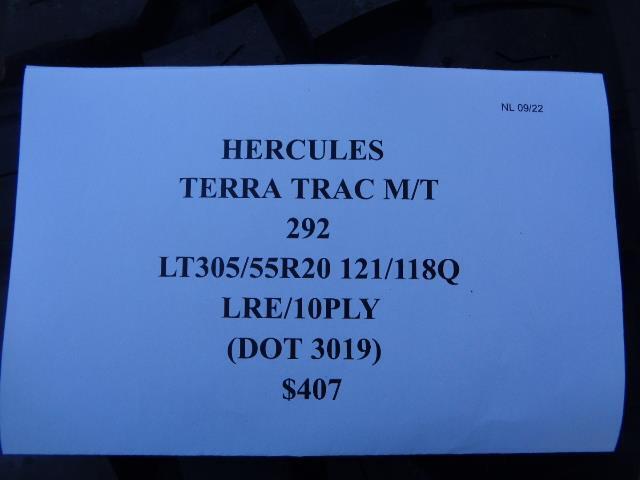 NL 09/22
HERCULES
TERRA TRAC M/T
292
LT305/55R20 121/118Q
LRE/10PLY
(DOT 3019)
$407